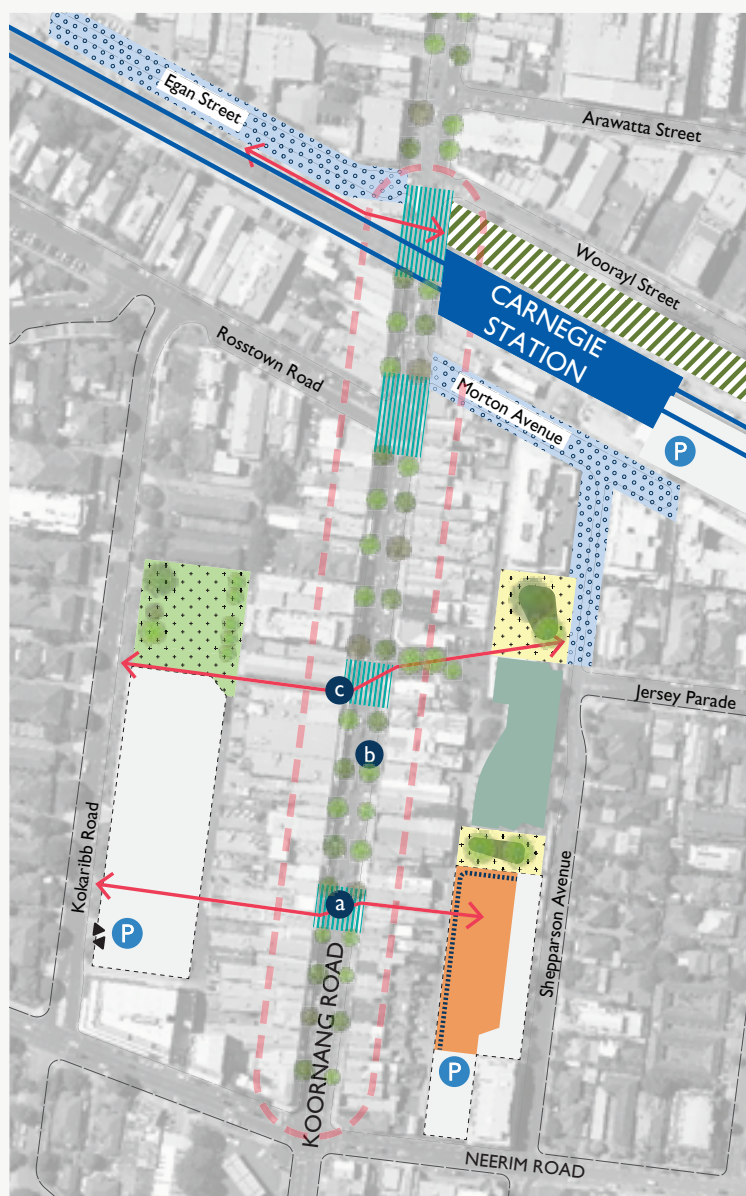 Egan Street
Arawatta Street
Woorayl Street
CARNEGIE
STATION
Rosstown Road
Morton Avenue
P
c
Jersey Parade
b
Kokaribb Road
a
P
Shepparson Avenue
KOORNANG ROAD
P
NEERIM ROAD